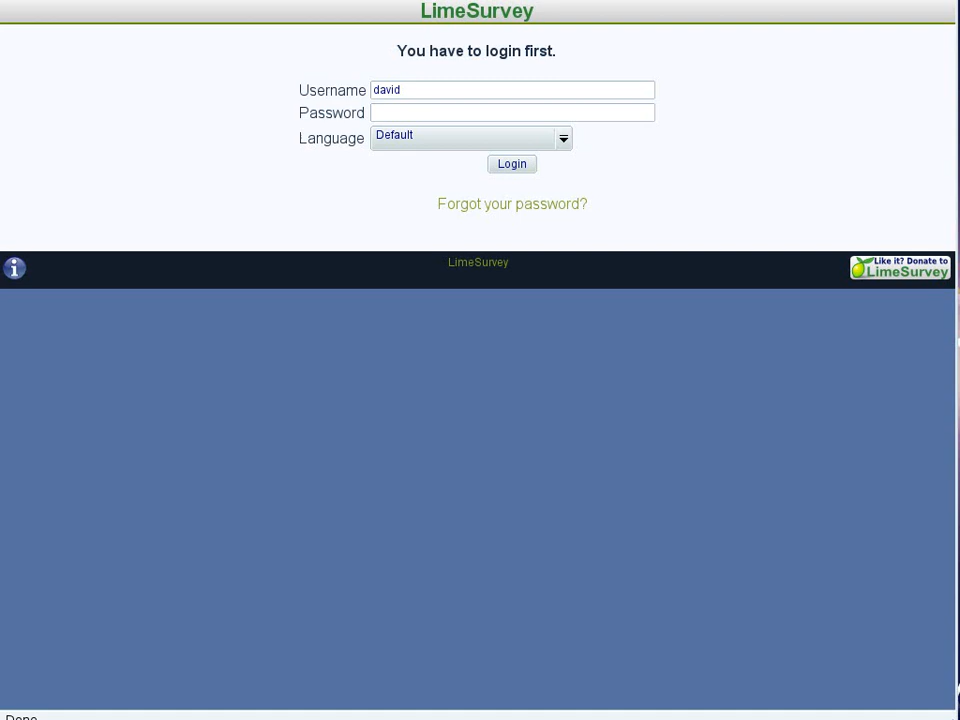 LimeSurvey
You have to login first.
Username david
Password
Language Default
Login
Forgot your password?
LimeSurvey
Like it? Donate to
LimeSurvey
Done